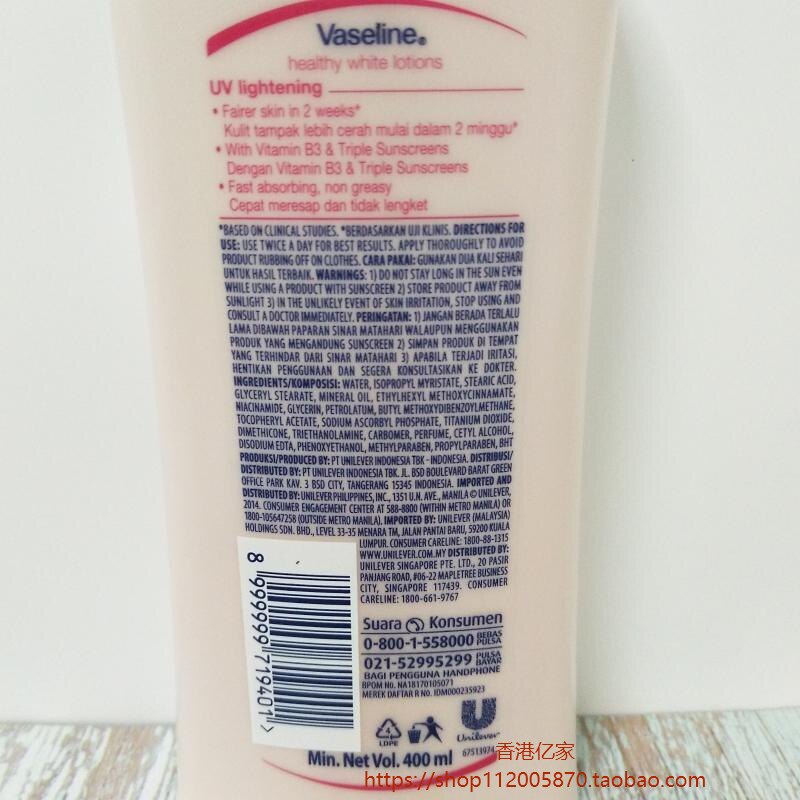 Vaseline®
healthy white lotions
UV lightening
• Fairer skin in 2 weeks*
Kulit tampak lebih cerah mulai dalam 2 minggu*
• With Vitamin B3 & Triple Sunscreens
Dengan Vitamin B3 & Triple Sunscreens
• Fast absorbing, non greasy
Cepat meresap dan tidak lengket
*BASED ON CLINICAL STUDIES. *BERDASARKAN UJI KLINIS. DIRECTIONS FOR
USE: USE TWICE A DAY FOR BEST RESULTS. APPLY THOROUGHLY TO AVOID
PRODUCT RUBBING OFF ON CLOTHES. CARA PAKAI: GUNAKAN DUA KALI SEHARI
UNTUK HASIL TERBAIK. WARNINGS: 1) DO NOT STAY LONG IN THE SUN EVEN
WHILE USING A PRODUCT WITH SUNSCREEN 2) STORE PRODUCT AWAY FROM
SUNLIGHT 3) IN THE UNLIKELY EVENT OF SKIN IRRITATION, STOP USING AND
CONSULT A DOCTOR IMMEDIATELY. PERINGATAN: 1) JANGAN BERADA TERLALU
LAMA DIBAWAH PAPARAN SINAR MATAHARI WALAUPUN MENGGUNAKAN
PRODUK YANG MENGANDUNG SUNSCREEN 2) SIMPAN PRODUK DI TEMPAT
YANG TERHINDAR DARI SINAR MATAHARI 3) APABILA TERJADI IRITASI,
HENTIKAN PENGGUNAAN DAN SEGERA KONSULTASIKAN KE DOKTER.
INGREDIENTS/KOMPOSISI: WATER, ISOPROPYL MYRISTATE, STEARIC ACID,
GLYCERYL STEARATE, MINERAL OIL, ETHYLHEXYL METHOXYCINNAMATE,
NIACINAMIDE, GLYCERIN, PETROLATUM, BUTYL METHOXYDIBENZOYLMETHANE,
TOCOPHERYL ACETATE, SODIUM ASCORBYL PHOSPHATE, TITANIUM DIOXIDE,
DIMETHICONE, TRIETHANOLAMINE, CARBOMER, PERFUME, CETYL ALCOHOL,
DISODIUM EDTA, PHENOXYETHANOL, METHYLPARABEN, PROPYLPARABEN, BHT
PRODUKSI/PRODUCED BY: PT UNILEVER INDONESIA TBK - INDONESIA. DISTRIBUSI/
DISTRIBUTED BY: PT UNILEVER INDONESIA TBK. JL. BSD BOULEVARD BARAT GREEN
OFFICE PARK KAV. 3 BSD CITY, TANGERANG 15345 INDONESIA. IMPORTED AND
DISTRIBUTED BY: UNILEVER PHILIPPINES, INC., 1351 U.N. AVE., MANILA © UNILEVER,
2014. CONSUMER ENGAGEMENT CENTER AT 588-8800 (WITHIN METRO MANILA) OR
1800-105647258 (OUTSIDE METRO MANILA). IMPORTED BY: UNILEVER (MALAYSIA)
HOLDINGS SDN. BHD., LEVEL 33-35 MENARA TM, JALAN PANTAI BARU, 59200 KUALA
LUMPUR. CONSUMER CARELINE: 1800-88-1315
WWW.UNILEVER.COM.MY DISTRIBUTED BY:
UNILEVER SINGAPORE PTE. LTD., 20 PASIR
PANJANG ROAD, #06-22 MAPLETREE BUSINESS
CITY, SINGAPORE 117439. CONSUMER
CARELINE: 1800-661-9767
8 999999 719401 >
Suara Konsumen
0-800-1-558000 BEBAS PULSA
021-52995299 PULSA BAYAR
BAGI PENGGUNA HANDPHONE
BPOM No. NA18170105071
MEREK DAFTAR R No. IDM000235923
4
LDPE
Unilever
Min. Net Vol. 400 ml
香港亿家
https://shop112005870.taobao.com